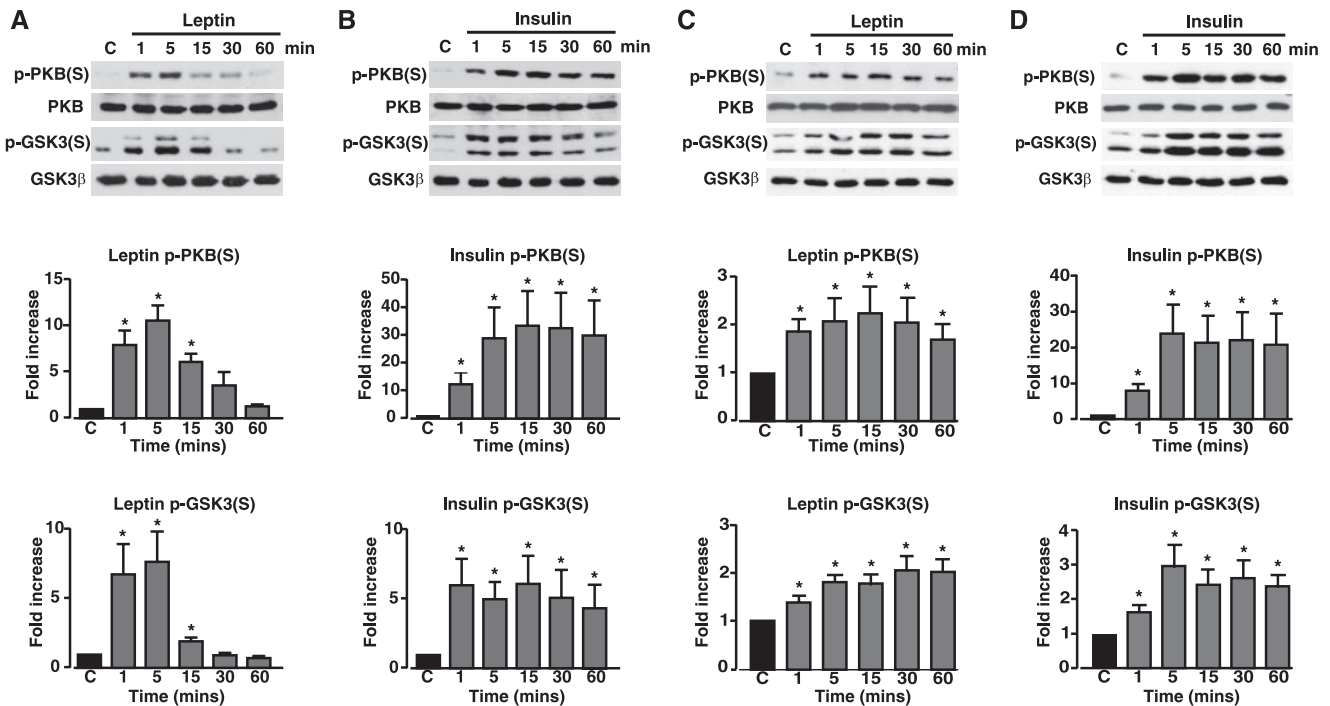 A
Leptin
C 1 5 15 30 60 min
p-PKB(S)
PKB
p-GSK3(S)
GSK3β
Leptin p-PKB(S)
Fold increase
15
10
5
0
C 1 5 15 30 60
Time (mins)
* * *
Leptin p-GSK3(S)
Fold increase
10
5
0
C 1 5 15 30 60
Time (mins)
* * *
B
Insulin
C 1 5 15 30 60
p-PKB(S)
PKB
p-GSK3(S)
GSK3β
Insulin p-PKB(S)
Fold increase
50
40
30
20
10
0
C 1 5 15 30 60
Time (mins)
* * * * *
Insulin p-GSK3(S)
Fold increase
10
5
0
C 1 5 15 30 60
Time (mins)
* * * * *
C
Leptin
C 1 5 15 30 60 min
p-PKB(S)
PKB
p-GSK3(S)
GSK3β
Leptin p-PKB(S)
Fold increase
3
2
1
0
C 1 5 15 30 60
Time (mins)
* * * * *
Leptin p-GSK3(S)
Fold increase
3
2
1
0
C 1 5 15 30 60
Time (mins)
* * * * *
D
Insulin
C 1 5 15 30 60 min
p-PKB(S)
PKB
p-GSK3(S)
GSK3β
Insulin p-PKB(S)
Fold increase
40
30
20
10
0
C 1 5 15 30 60
Time (mins)
* * * * *
Insulin p-GSK3(S)
Fold increase
4
3
2
1
0
C 1 5 15 30 60
Time (mins)
* * * * *